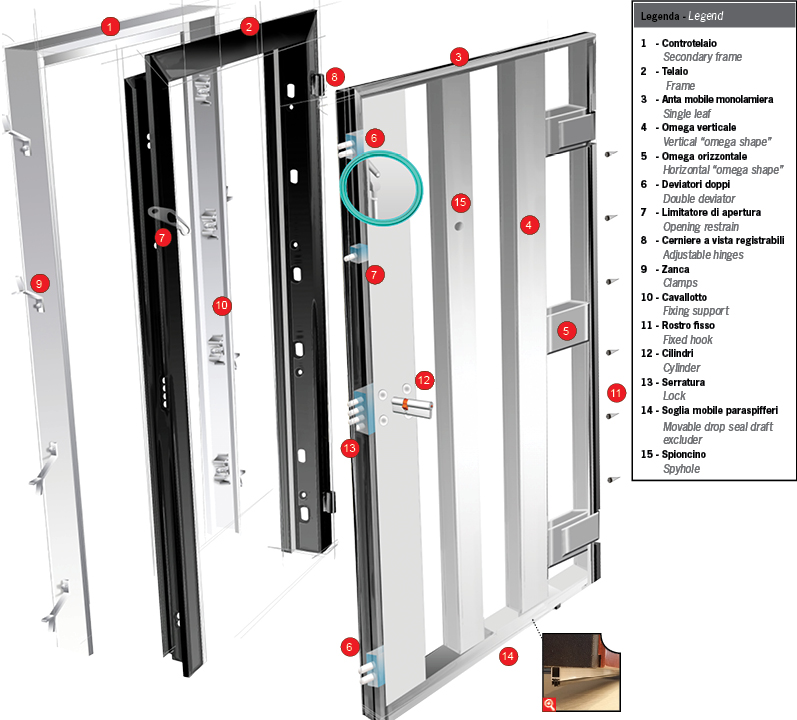 Legenda - Legend
1 - Controtelaio
Secondary frame
2 - Telaio
Frame
3 - Anta mobile monolamiera
Single leaf
4 - Omega verticale
Vertical “omega shape”
5 - Omega orizzontale
Horizontal “omega shape”
6 - Deviatori doppi
Double deviator
7 - Limitatore di apertura
Opening restrain
8 - Cerniere a vista registrabili
Adjustable hinges
9 - Zanca
Clamps
10 - Cavallotto
Fixing support
11 - Rostro fisso
Fixed hook
12 - Cilindri
Cylinder
13 - Serratura
Lock
14 - Soglia mobile paraspifferi
Movable drop seal draft
excluder
15 - Spioncino
Spyhole
1
2
3
8
6
15
4
7
7
9
10
5
12
11
13
6
14